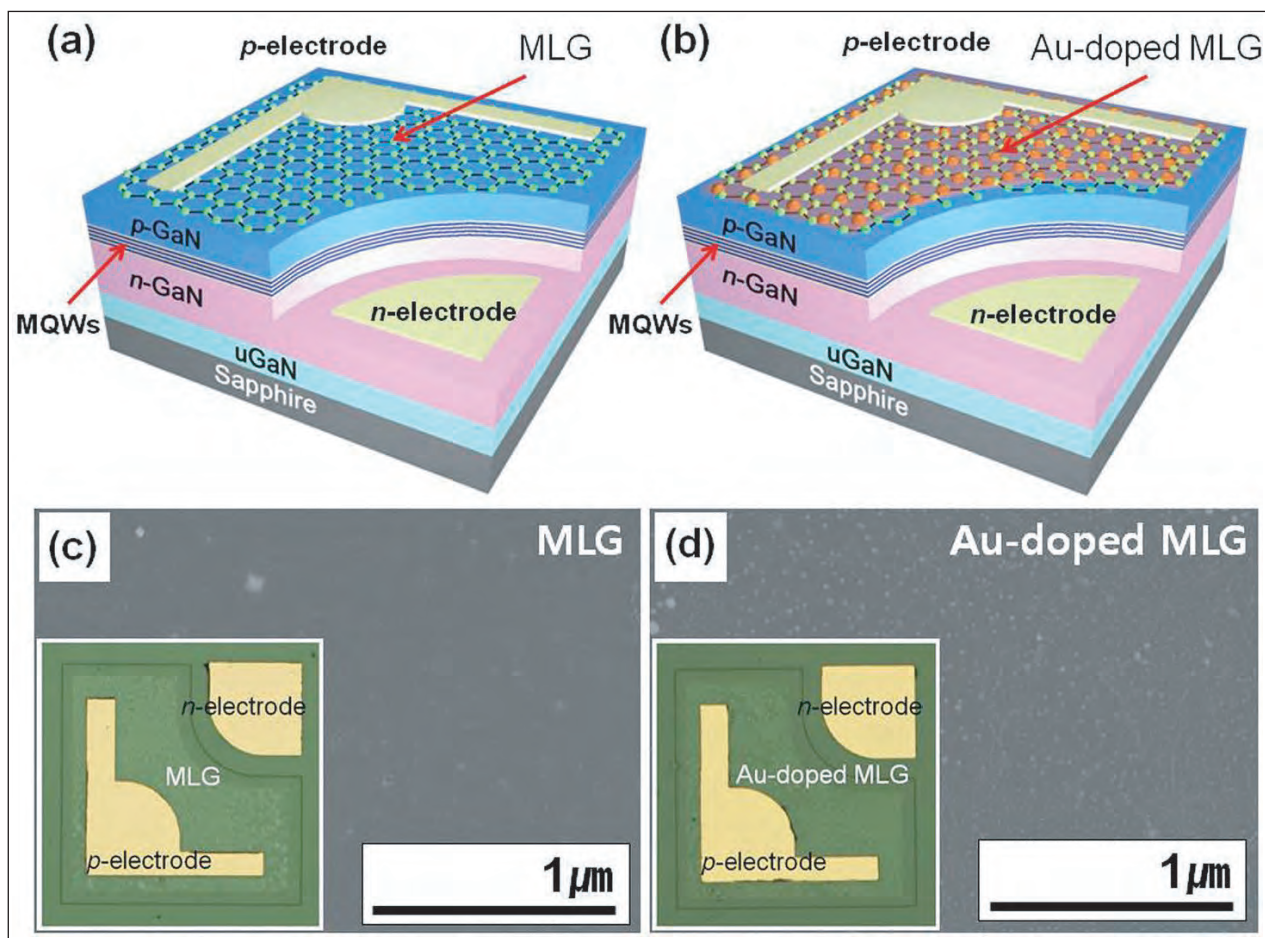 (a)
p-electrode
MLG
p-GaN
n-GaN
MQWs
n-electrode
uGaN
Sapphire
(b)
p-electrode
Au-doped MLG
p-GaN
n-GaN
MQWs
n-electrode
uGaN
Sapphire
(c)
MLG
n-electrode
MLG
p-electrode
1㎛
(d)
Au-doped MLG
n-electrode
Au-doped MLG
p-electrode
1㎛